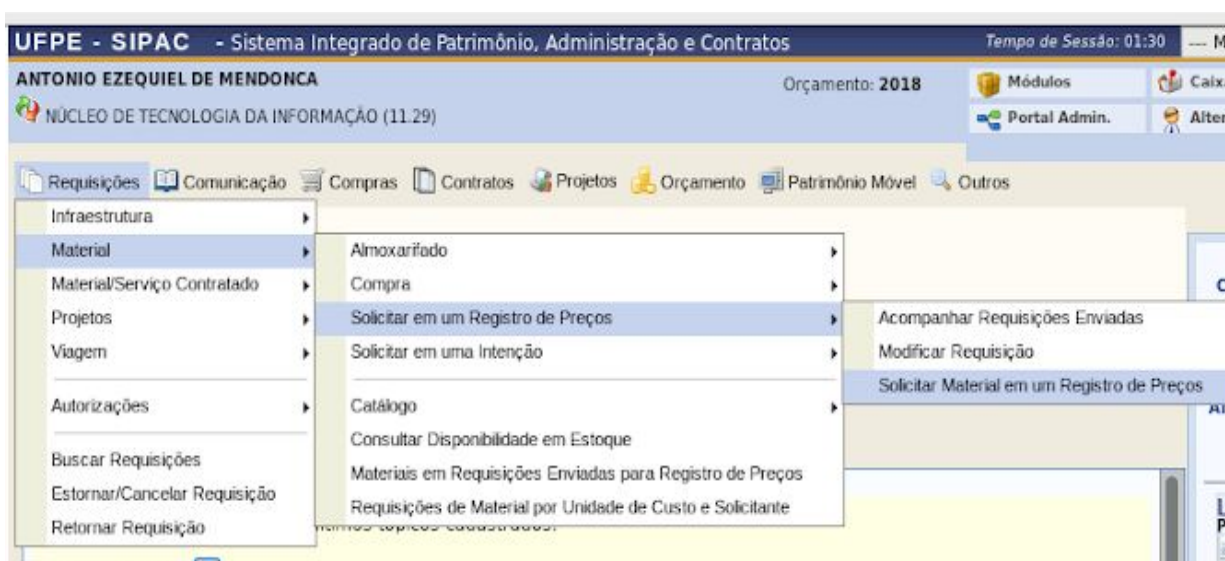 UFPE - SIPAC - Sistema Integrado de Patrimônio, Administração e Contratos Tempo de Sessão: 01:30 --- M
ANTONIO EZEQUIEL DE MENDONCA Orçamento: 2018 Módulos Caix
NÚCLEO DE TECNOLOGIA DA INFORMAÇÃO (11.29) Portal Admin. Alter
Requisições Comunicação Compras Contratos Projetos Orçamento Patrimônio Móvel Outros
Infraestrutura
Material Almoxarifado
Material/Serviço Contratado Compra
Projetos Solicitar em um Registro de Preços Acompanhar Requisições Enviadas
Viagem Solicitar em uma Intenção Modificar Requisição
Solicitar Material em um Registro de Preços
Autorizações Catálogo
Consultar Disponibilidade em Estoque
Buscar Requisições
Materiais em Requisições Enviadas para Registro de Preços
Estornar/Cancelar Requisição
Requisições de Material por Unidade de Custo e Solicitante
Retornar Requisição